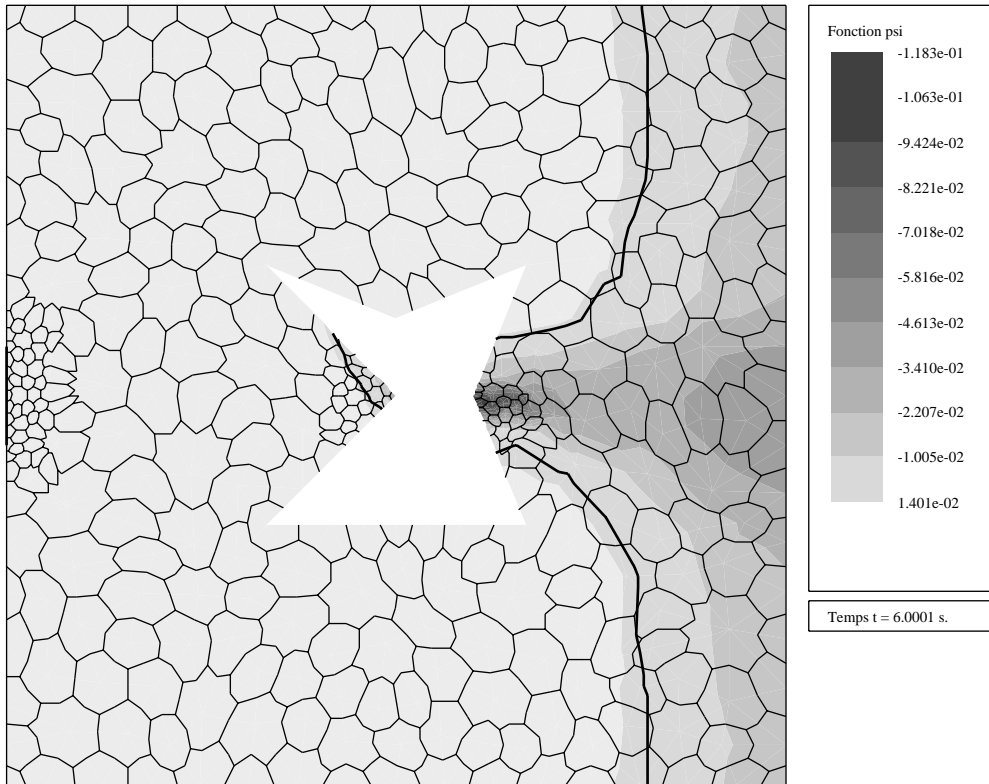 Fonction psi
-1.183e-01
-1.063e-01
-9.424e-02
-8.221e-02
-7.018e-02
-5.816e-02
-4.613e-02
-3.410e-02
-2.207e-02
-1.005e-02
1.401e-02
Temps t = 6.0001 s.